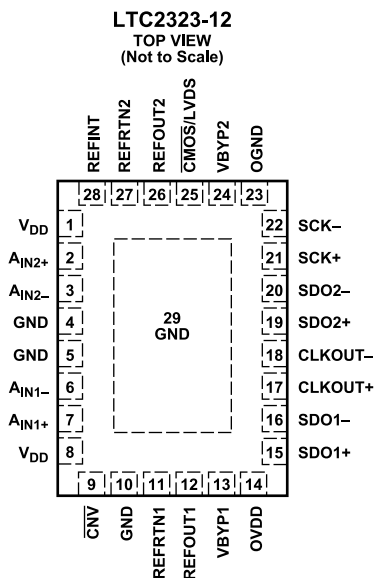 LTC2323-12
TOP VIEW
(Not to Scale)
REFINT
REFRTN2
REFOUT2
CMOS/LVDS
VBYP2
OGND
28 27 26 25 24 23
VDD 1
AIN2+ 2
AIN2– 3
GND 4
GND 5
AIN1– 6
AIN1+ 7
VDD 8
29
GND
22 SCK–
21 SCK+
20 SDO2–
19 SDO2+
18 CLKOUT–
17 CLKOUT+
16 SDO1–
15 SDO1+
9 10 11 12 13 14
CNV
GND
REFRTN1
REFOUT1
VBYP1
OVDD